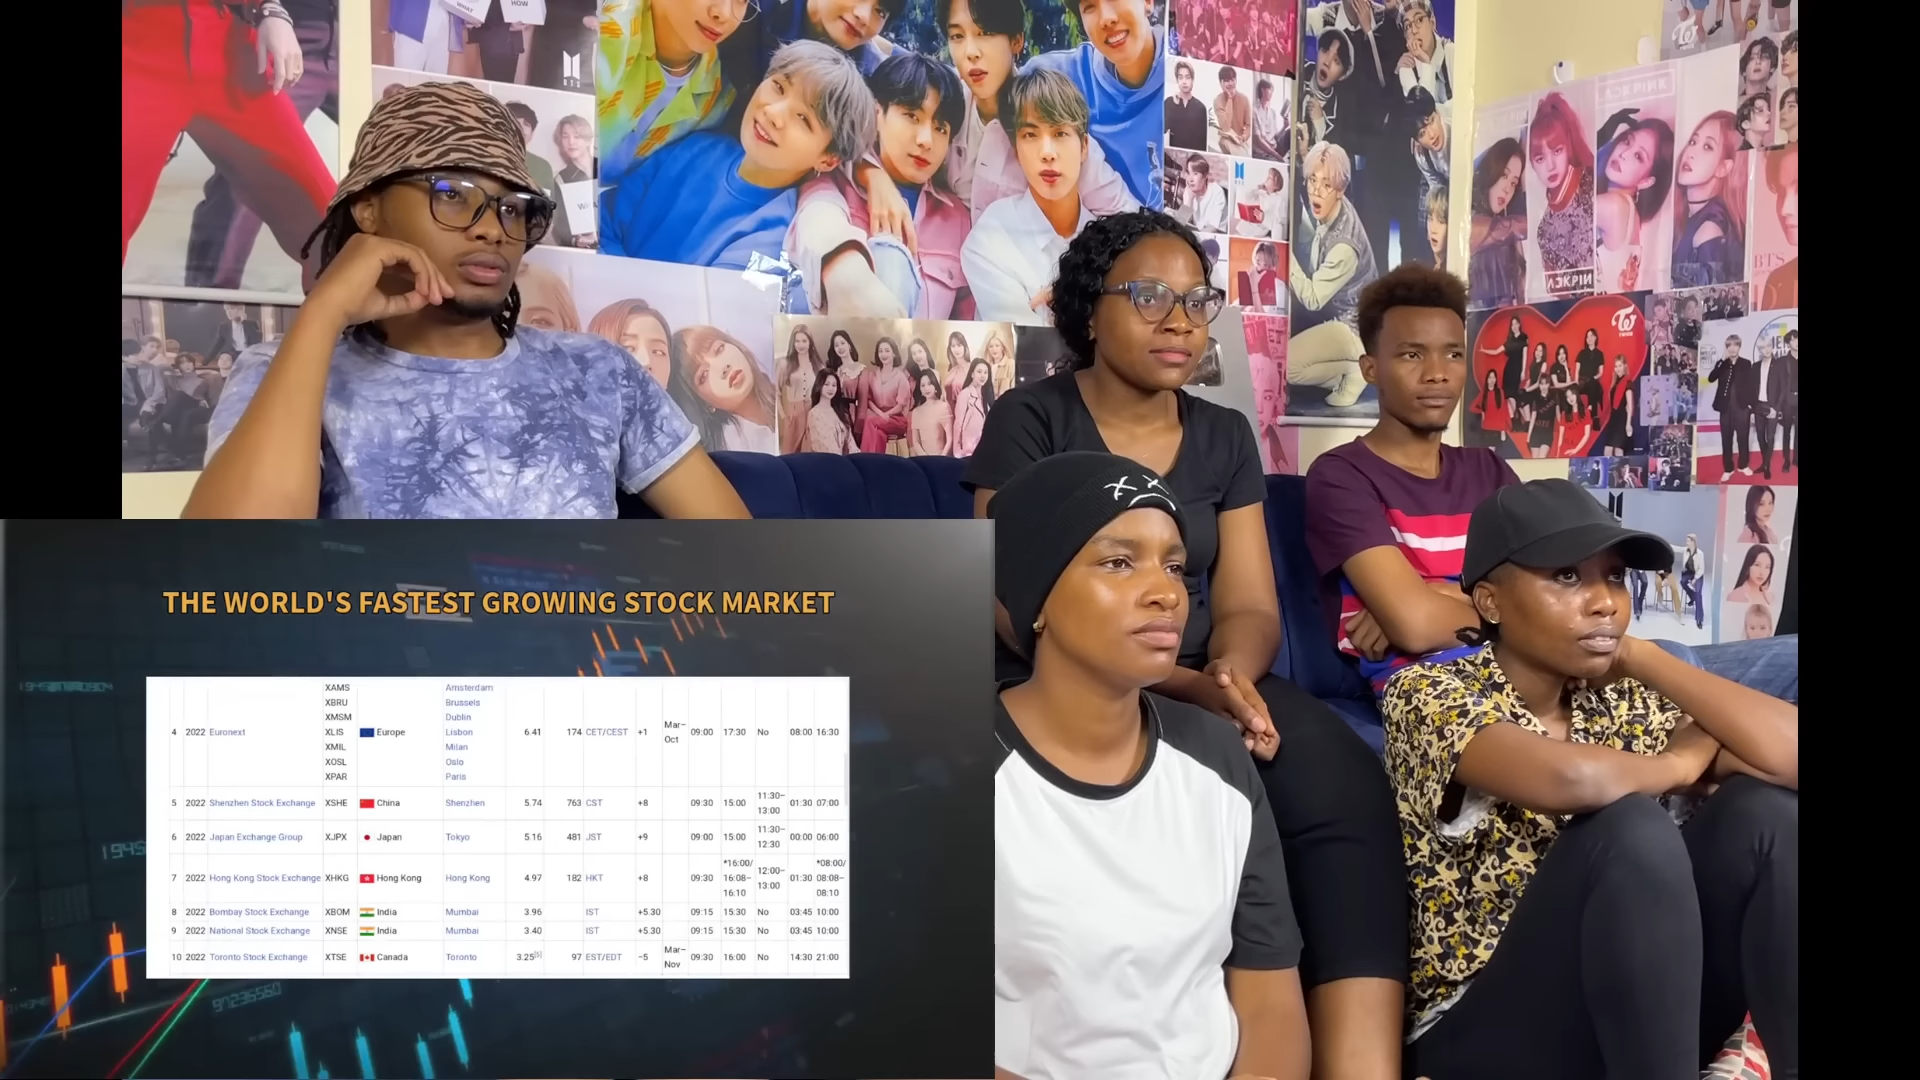 WHAT
HOW
BTS
TWICE
BTS
THE WORLD'S FASTEST GROWING STOCK MARKET
4 2022 Euronext XAMS XBRU XMSM XLIS XMIL XOSL XPAR Europe Amsterdam Brussels Dublin Lisbon Milan Oslo Paris 6.41 174 CET/CEST +1 Mar– Oct 09:00 17:30 No 08:00 16:30
5 2022 Shenzhen Stock Exchange XSHE China Shenzhen 5.74 763 CST +8 09:30 15:00 11:30– 13:00 01:30 07:00
6 2022 Japan Exchange Group XJPX Japan Tokyo 5.16 481 JST +9 09:00 15:00 11:30– 12:30 00:00 06:00
7 2022 Hong Kong Stock Exchange XHKG Hong Kong Hong Kong 4.97 182 HKT +8 09:30 *16:00/ 16:08– 16:10 12:00– 13:00 01:30 *08:00/ 08:08– 08:10
8 2022 Bombay Stock Exchange XBOM India Mumbai 3.96 IST +5.30 09:15 15:30 No 03:45 10:00
9 2022 National Stock Exchange XNSE India Mumbai 3.40 IST +5.30 09:15 15:30 No 03:45 10:00
10 2022 Toronto Stock Exchange XTSE Canada Toronto 3.25[5] 97 EST/EDT −5 Mar– Nov 09:30 16:00 No 14:30 21:00